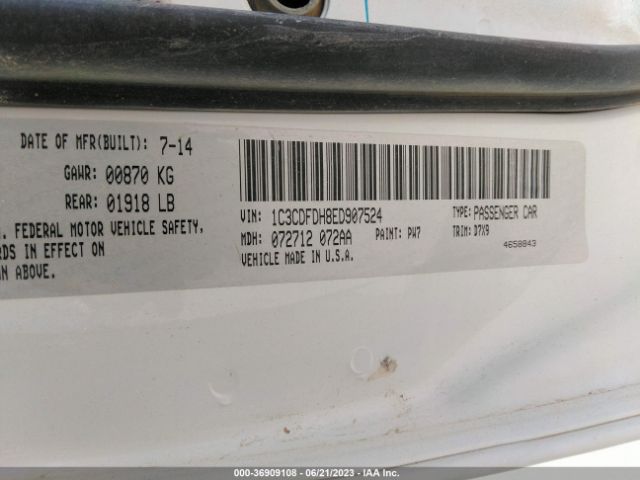 DATE OF MFR(BUILT): 7-14
GAWR: 00870 KG
REAR: 01918 LB
. FEDERAL MOTOR VEHICLE SAFETY,
RDS IN EFFECT ON
N ABOVE.
VIN: 1C3CDFDH8ED907524
TYPE: PASSENGER CAR
MDH: 072712 072AA
PAINT: PW7
TRIM: D7X9
VEHICLE MADE IN U.S.A.
4658843
000-36909108 - 06/21/2023 - IAA Inc.